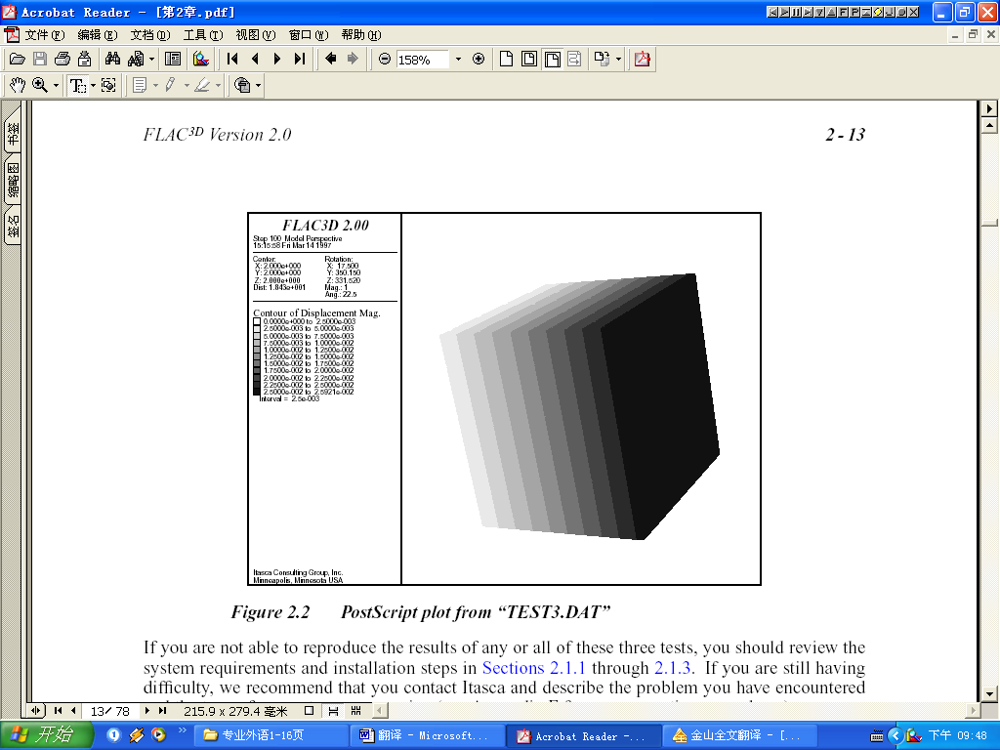 Acrobat Reader - [第2章.pdf]
文件(F) 编辑(E) 文档(D) 工具(T) 视图(V) 窗口(W) 帮助(H)
158%
书签
缩略图
签名
FLAC3D Version 2.0
2 - 13
FLAC3D 2.00
Step 100 Model Perspective
15:15:58 Fri Mar 14 1997
Center: Rotation:
X: 2.000e+000 X: 17.500
Y: 2.000e+000 Y: 350.150
Z: 2.000e+000 Z: 331.520
Dist: 1.843e+001 Mag.: 1
Ang.: 22.5
Contour of Displacement Mag.
0.0000e+000 to 2.5000e-003
2.5000e-003 to 5.0000e-003
5.0000e-003 to 7.5000e-003
7.5000e-003 to 1.0000e-002
1.0000e-002 to 1.2500e-002
1.2500e-002 to 1.5000e-002
1.5000e-002 to 1.7500e-002
1.7500e-002 to 2.0000e-002
2.0000e-002 to 2.2500e-002
2.2500e-002 to 2.5000e-002
2.5000e-002 to 2.5921e-002
Interval = 2.5e-003
Itasca Consulting Group, Inc.
Minneapolis, Minnesota USA
Figure 2.2 PostScript plot from “TEST3.DAT”
If you are not able to reproduce the results of any or all of these three tests, you should review the
system requirements and installation steps in Sections 2.1.1 through 2.1.3. If you are still having
difficulty, we recommend that you contact Itasca and describe the problem you have encountered
13 / 78 215.9 x 279.4 毫米
开始 专业外语1-16页 翻译 - Microsoft... Acrobat Reader -... 金山全文翻译 - [... 下午 09:48